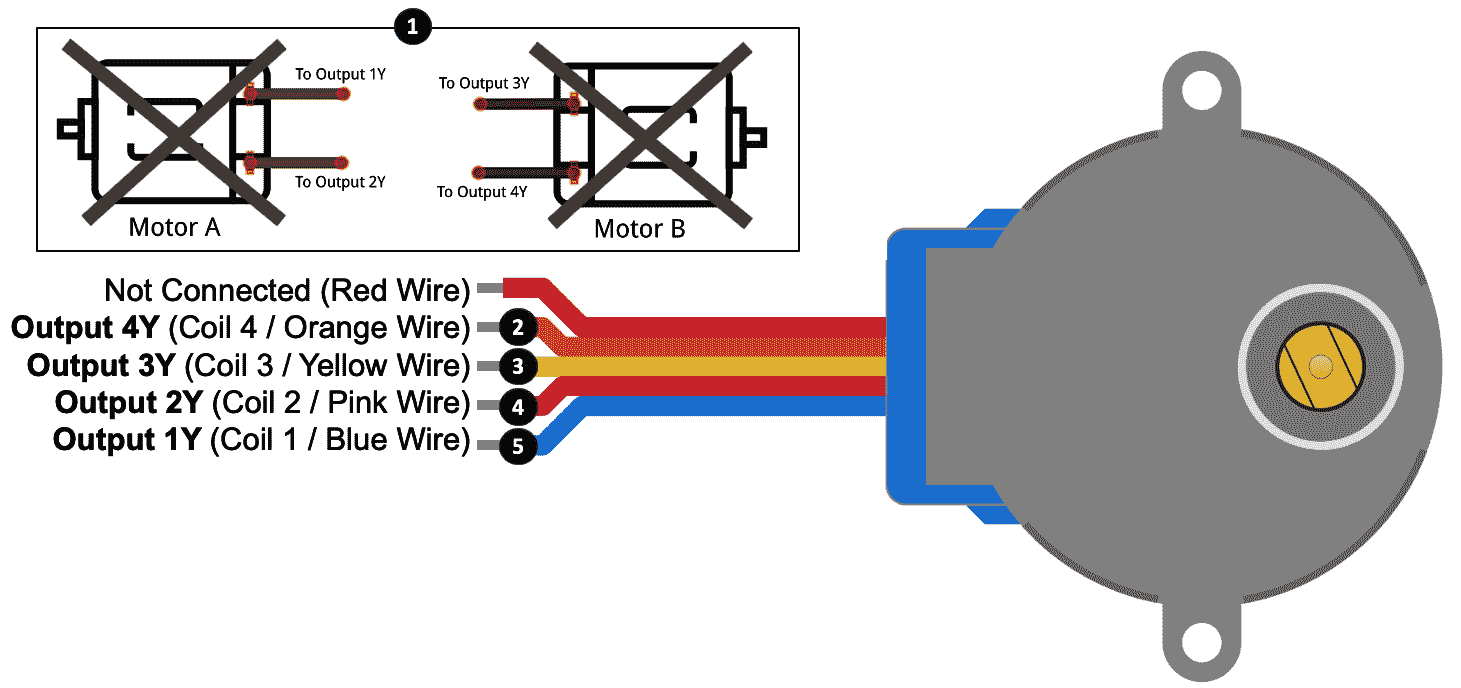 1
To Output 1Y
To Output 3Y
To Output 2Y
To Output 4Y
Motor A
Motor B
Not Connected (Red Wire)
Output 4Y (Coil 4 / Orange Wire) 2
Output 3Y (Coil 3 / Yellow Wire) 3
Output 2Y (Coil 2 / Pink Wire) 4
Output 1Y (Coil 1 / Blue Wire) 5